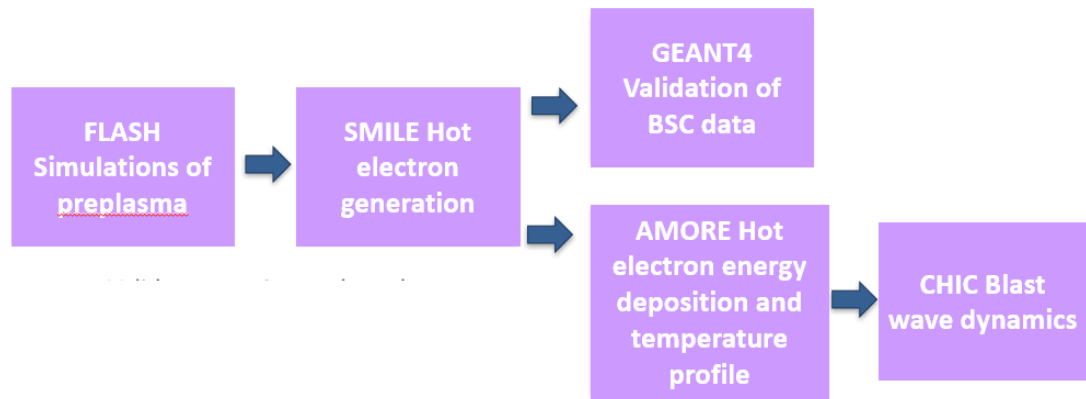 FLASH
Simulations of
preplasma
SMILE Hot
electron
generation
GEANT4
Validation of
BSC data
AMORE Hot
electron energy
deposition and
temperature
profile
CHIC Blast
wave dynamics